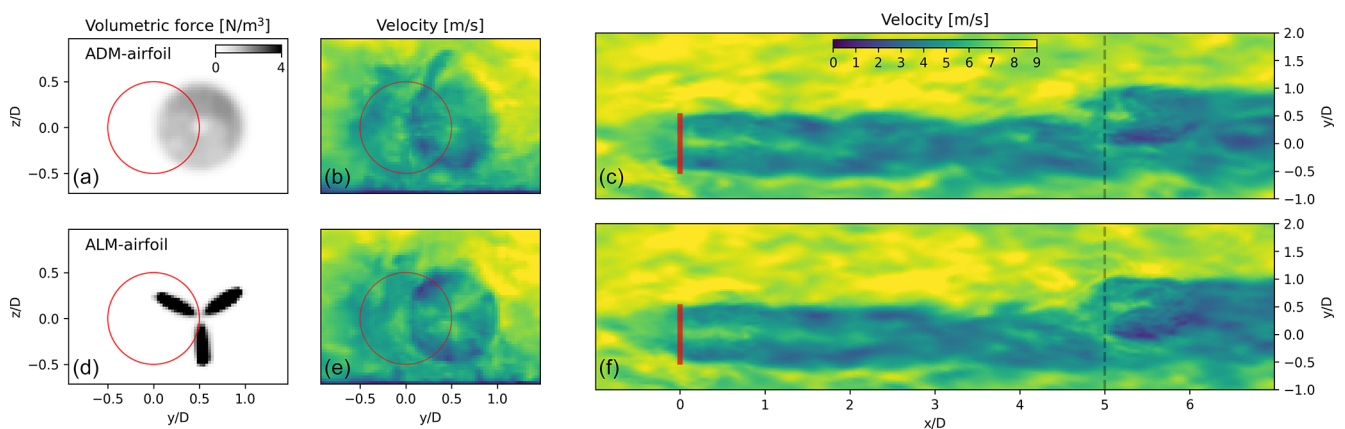 Volumetric force [N/m³]
Velocity [m/s]
Velocity [m/s]
ADM-airfoil
0 4
0 1 2 3 4 5 6 7 8 9
z/D
0.5
0.0
−0.5
(a)
(b)
(c)
2.0
1.5
1.0
0.5
0.0
−0.5
−1.0
y/D
ALM-airfoil
z/D
0.5
0.0
−0.5
(d)
(e)
(f)
2.0
1.5
1.0
0.5
0.0
−0.5
−1.0
y/D
−0.5 0.0 0.5 1.0
y/D
−0.5 0.0 0.5 1.0
y/D
0 1 2 3 4 5 6
x/D